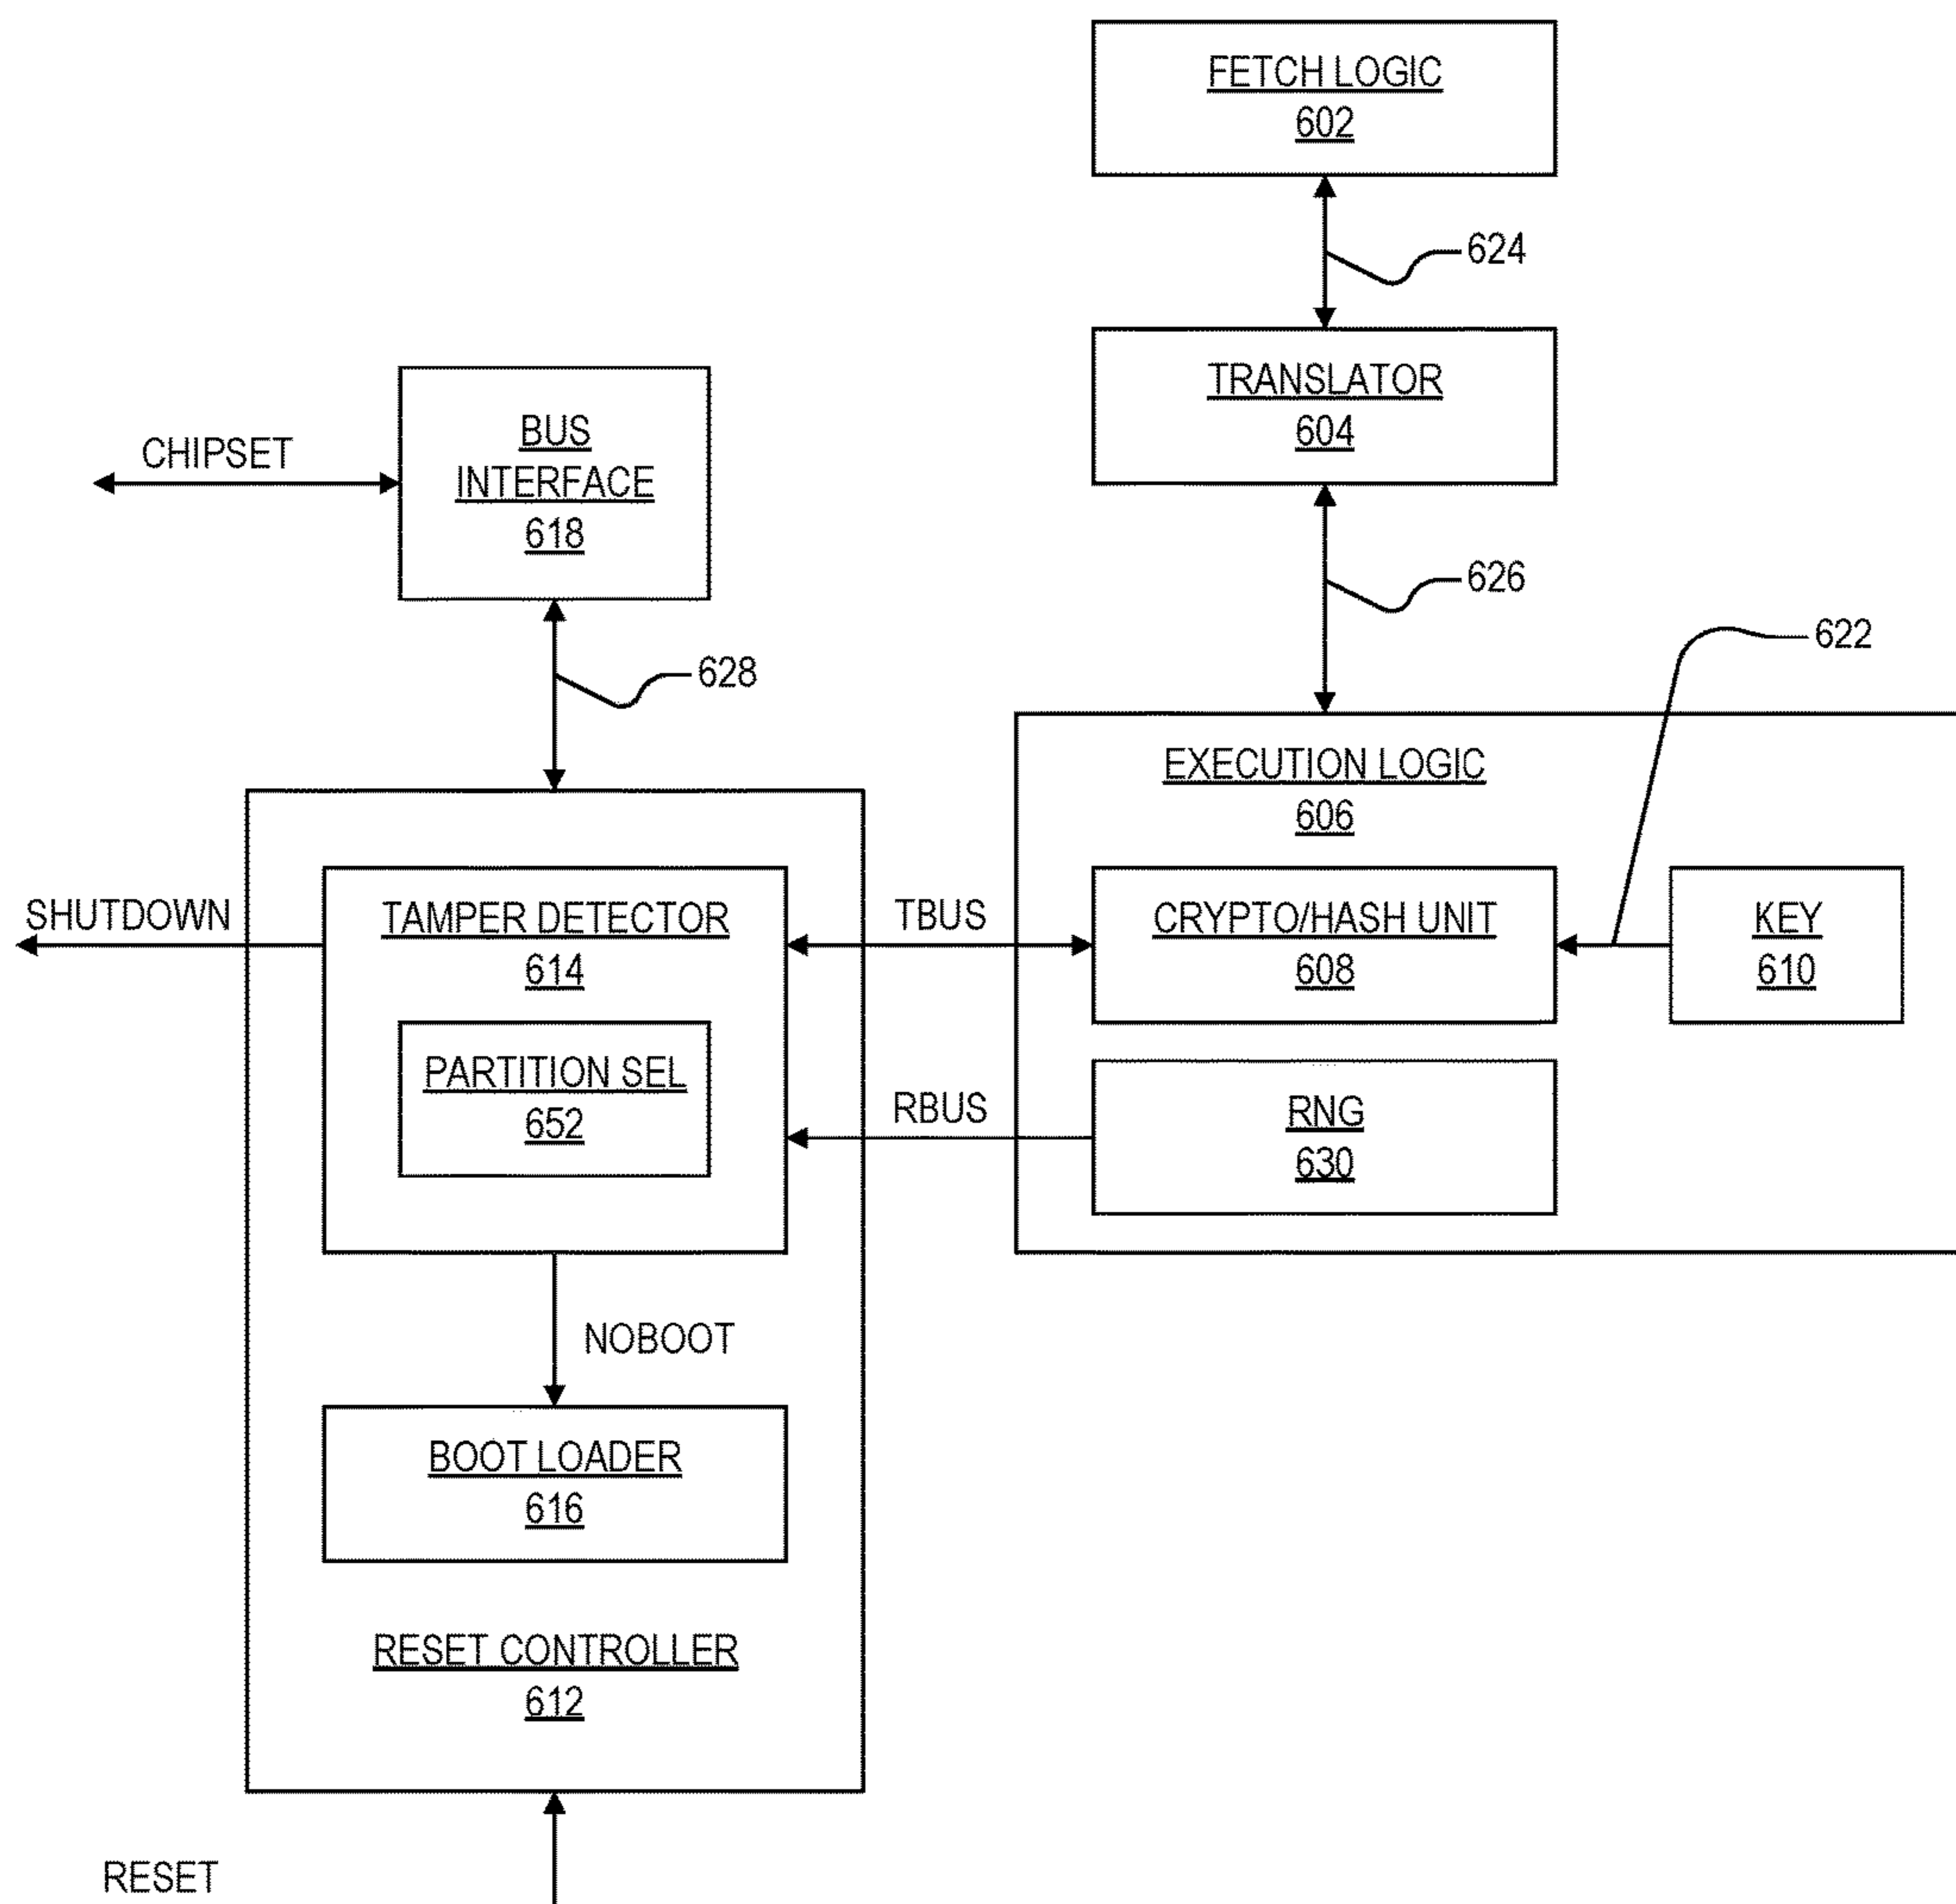 FETCH LOGIC
602
624
TRANSLATOR
604
CHIPSET
BUS
INTERFACE
618
626
622
628
EXECUTION LOGIC
606
SHUTDOWN
TAMPER DETECTOR
614
TBUS
CRYPTO/HASH UNIT
608
KEY
610
PARTITION SEL
652
RBUS
RNG
630
NOBOOT
BOOT LOADER
616
RESET CONTROLLER
612
RESET